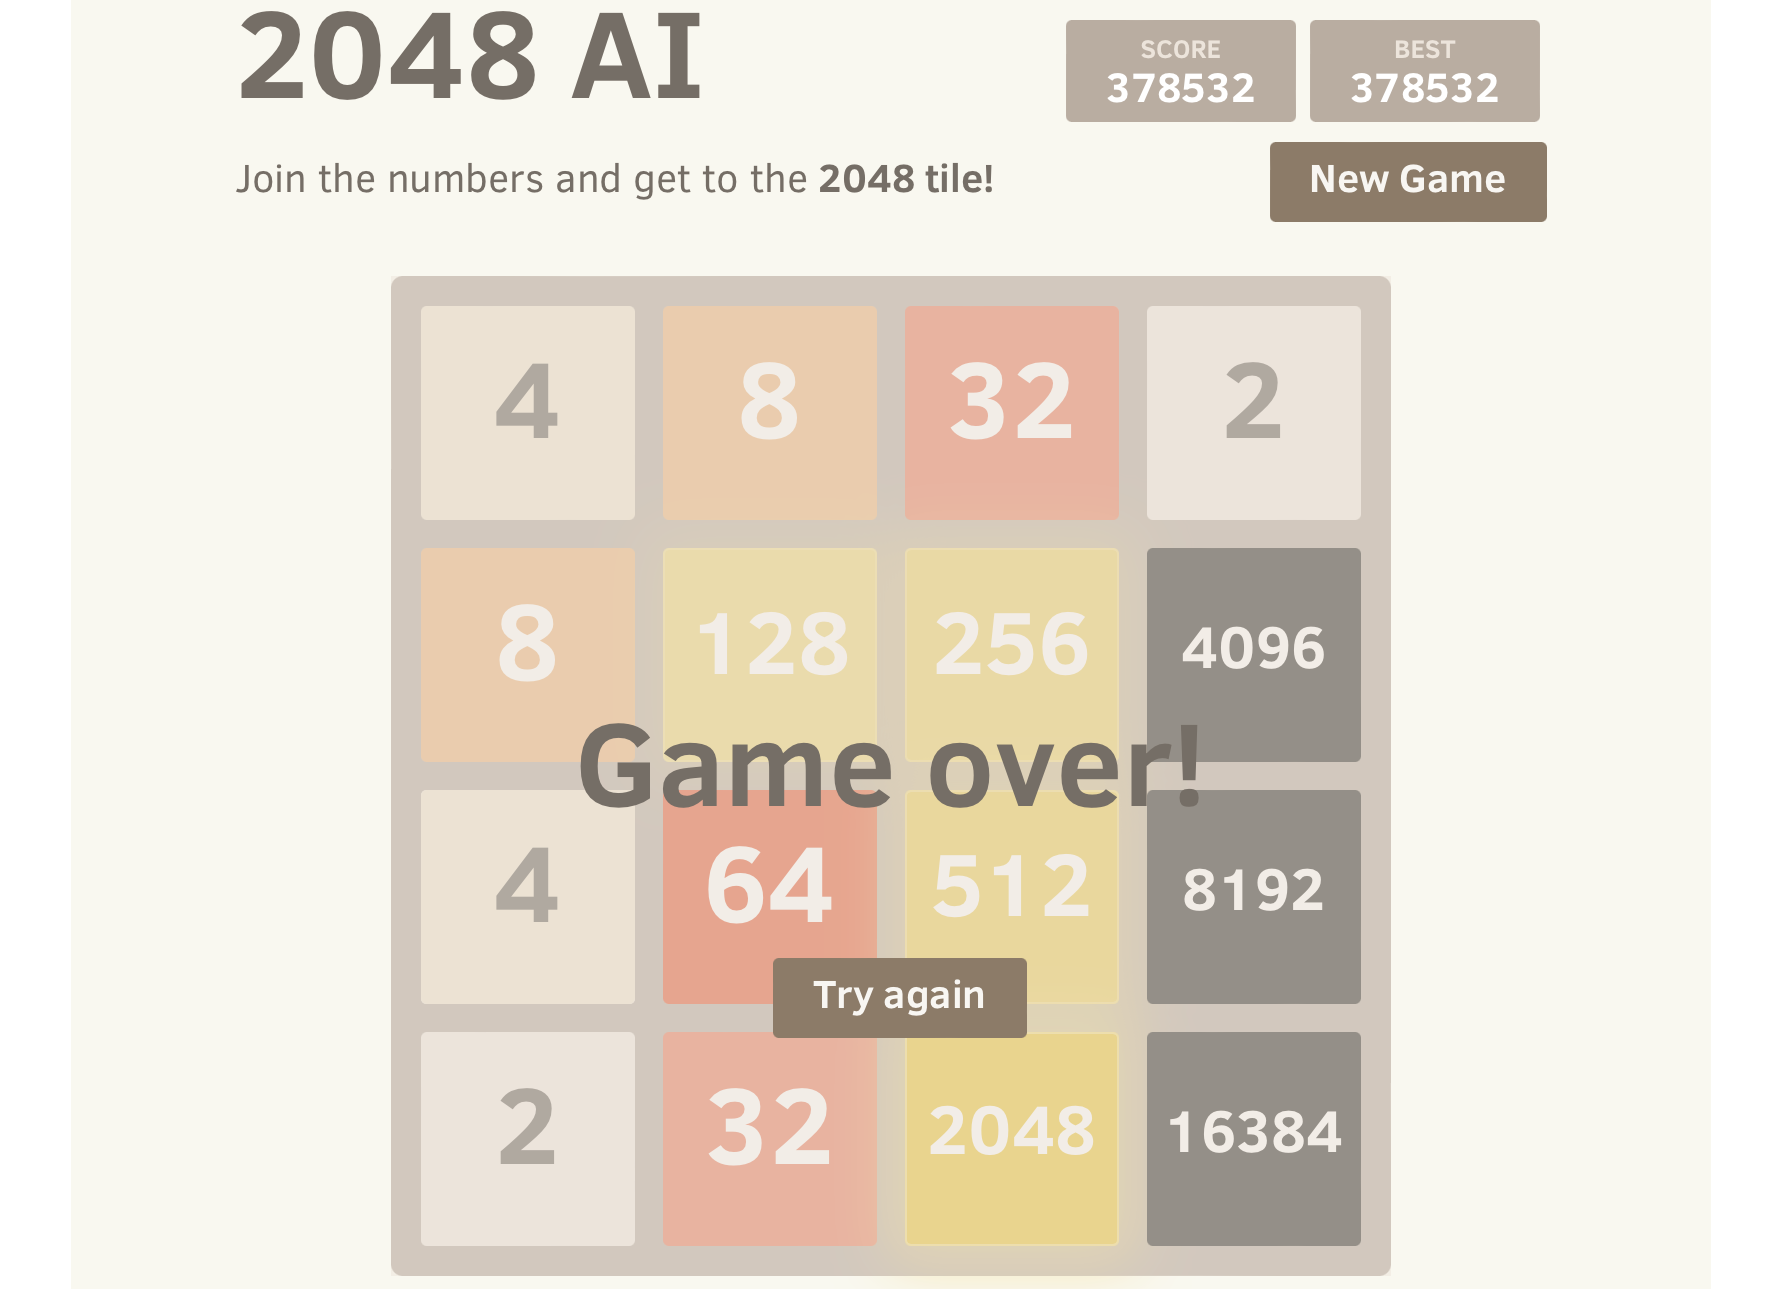 2048 AI
SCORE
378532
BEST
378532
Join the numbers and get to the 2048 tile!
New Game
4 8 32 2
8 128 256 4096
Game over!
4 64 512 8192
Try again
2 32 2048 16384